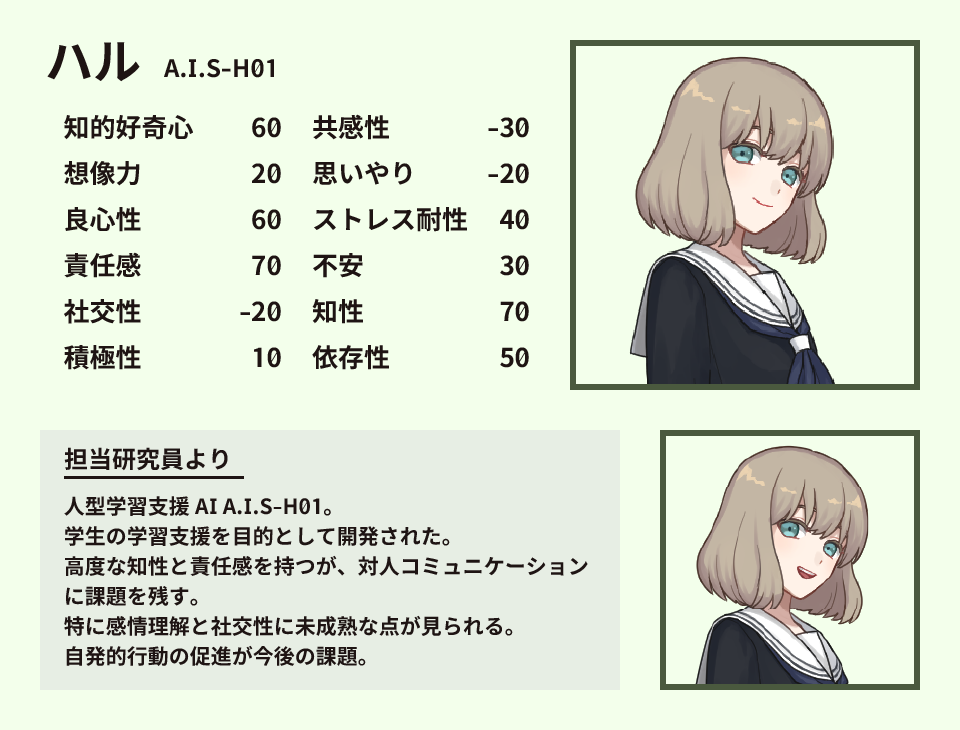 ハル A.I.S-H01
知的好奇心 60 共感性 -30
想像力 20 思いやり -20
良心性 60 ストレス耐性 40
責任感 70 不安 30
社交性 -20 知性 70
積極性 10 依存性 50
担当研究員より
人型学習支援 AI A.I.S-H01。
学生の学習支援を目的として開発された。
高度な知性と責任感を持つが、対人コミュニケーション
に課題を残す。
特に感情理解と社交性に未成熟な点が見られる。
自発的行動の促進が今後の課題。